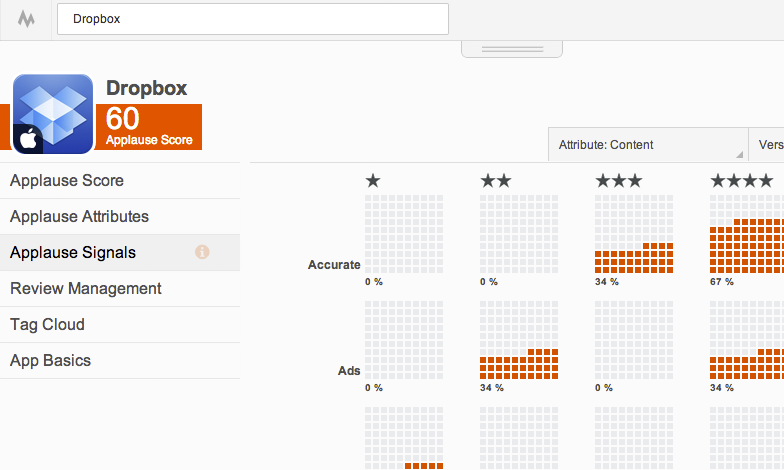 Dropbox
Dropbox
60
Applause Score
Attribute: Content
Vers
Applause Score
Applause Attributes
Applause Signals
Review Management
Tag Cloud
App Basics
★ ★★ ★★★ ★★★★
Accurate
0 % 0 % 34 % 67 %
Ads
0 % 34 % 0 % 34 %